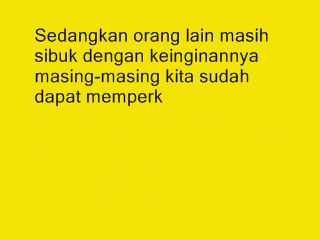 Sedangkan orang lain masih
sibuk dengan keinginannya
masing-masing kita sudah
dapat memperk